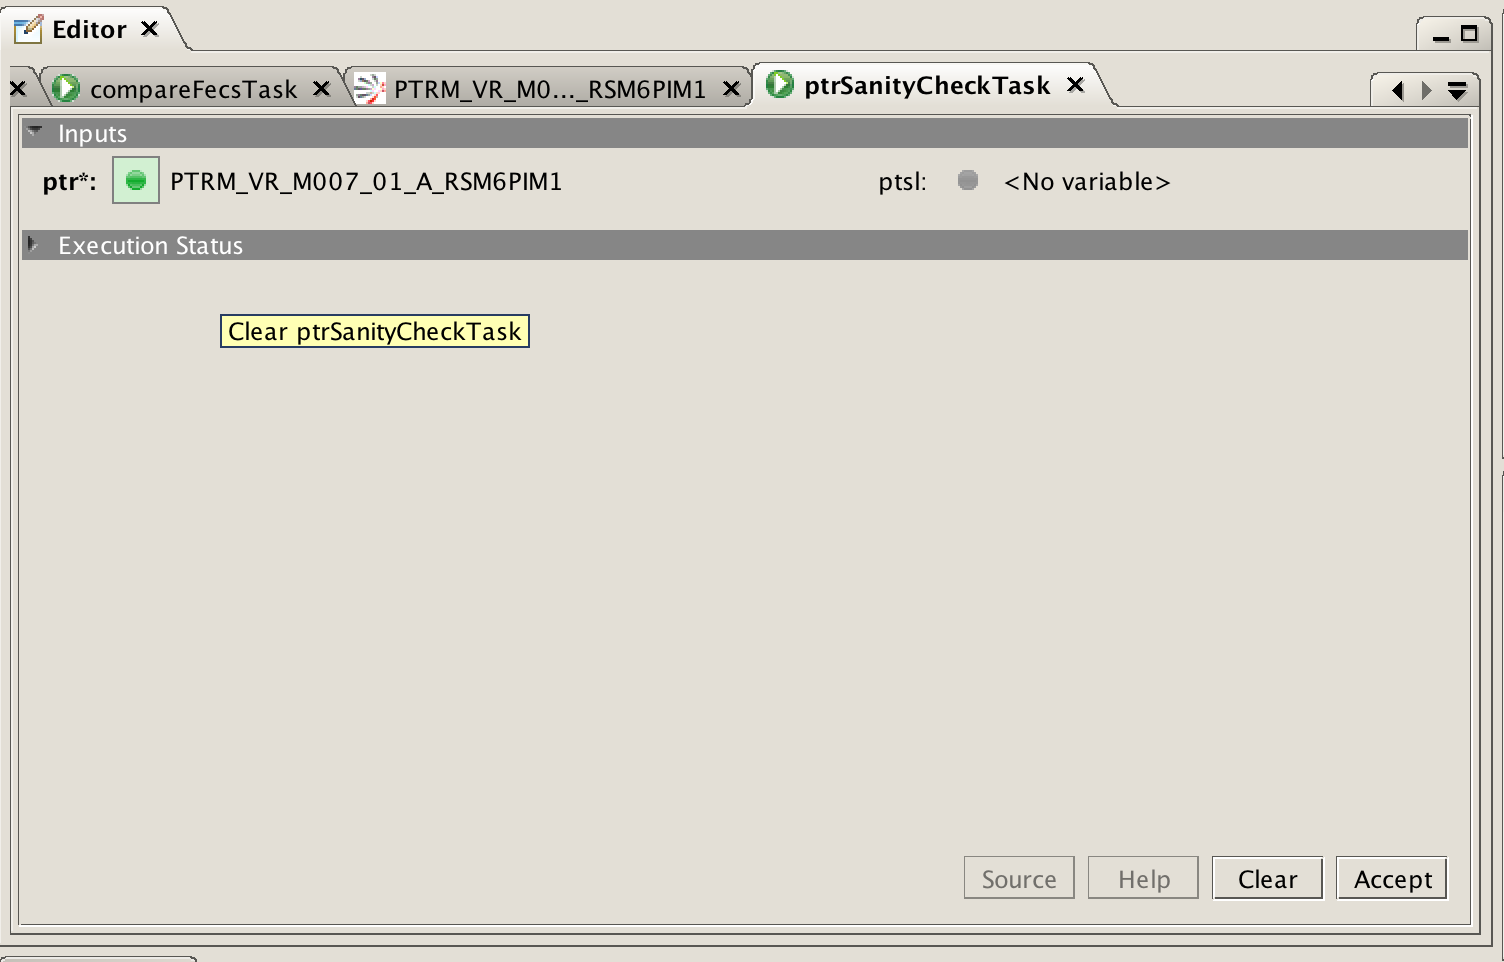 Editor
compareFecsTask PTRM_VR_M0..._RSM6PIM1 ptrSanityCheckTask
Inputs
ptr*: PTRM_VR_M007_01_A_RSM6PIM1 ptsl: <No variable>
Execution Status
Clear ptrSanityCheckTask
Source Help Clear Accept